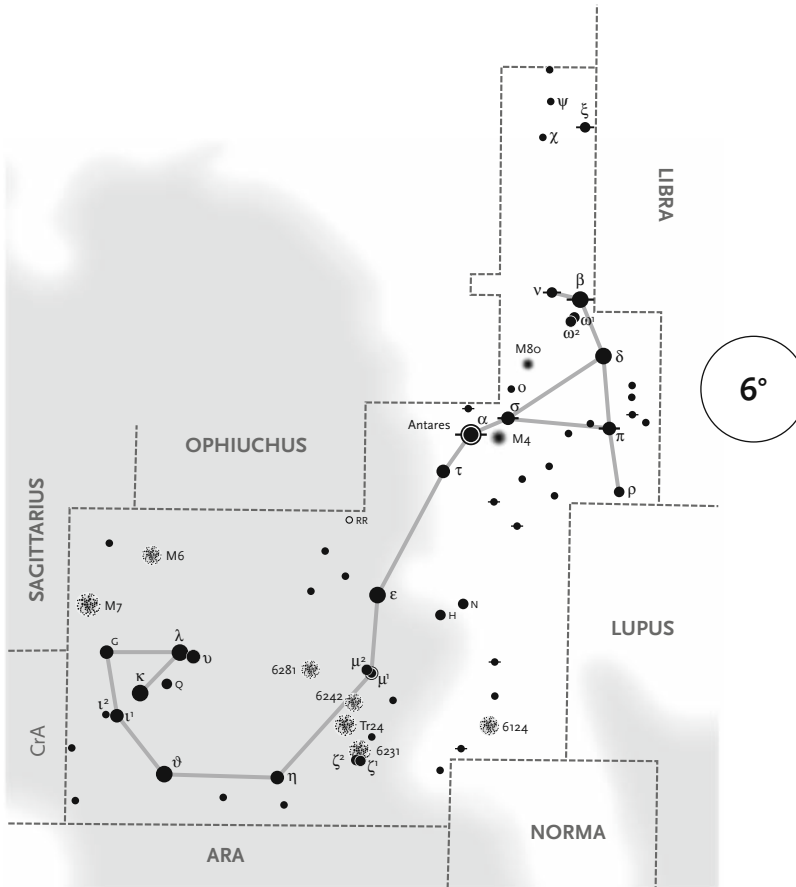 ψ
ξ
χ
LIBRA
ν
β
ω¹
ω²
M80
δ
6°
ο
σ
α
Antares
M4
π
OPHIUCHUS
τ
ρ
SAGITTARIUS
RR
M6
ε
M7
N
H
LUPUS
G
λ
υ
μ²
6281
μ¹
κ
Q
6242
ι²
ι¹
Tr24
6124
CrA
6231
ζ²
ζ¹
ϑ
η
NORMA
ARA